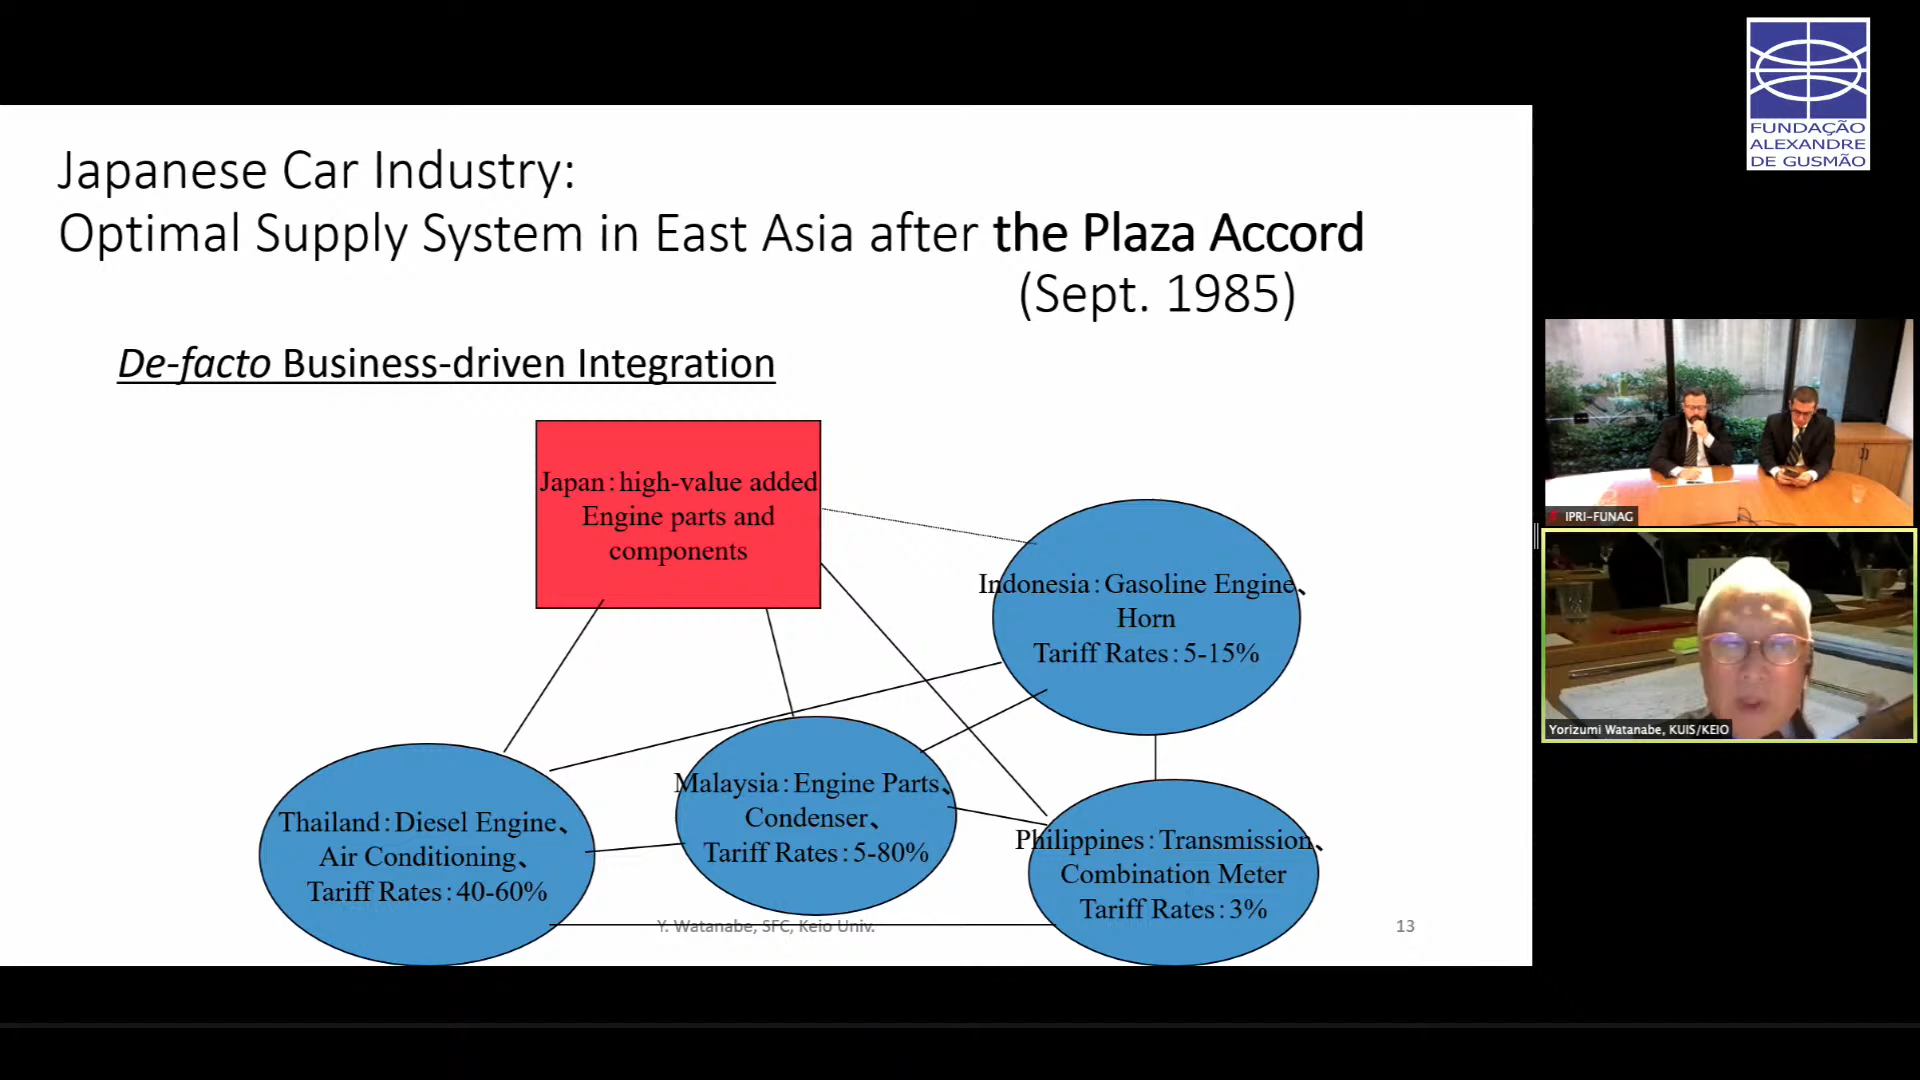 FUNDAÇÃO
ALEXANDRE
DE GUSMÃO
Japanese Car Industry:
Optimal Supply System in East Asia after the Plaza Accord
(Sept. 1985)
De-facto Business-driven Integration
Japan:high-value added
Engine parts and
components
Indonesia:Gasoline Engine、
Horn
Tariff Rates:5-15%
Thailand:Diesel Engine、
Air Conditioning、
Tariff Rates:40-60%
Malaysia:Engine Parts、
Condenser、
Tariff Rates:5-80%
Philippines:Transmission、
Combination Meter
Tariff Rates:3%
Y. Watanabe, SFC, Keio Univ.
13
IPRI-FUNAG
Yorizumi Watanabe, KUIS/KEIO